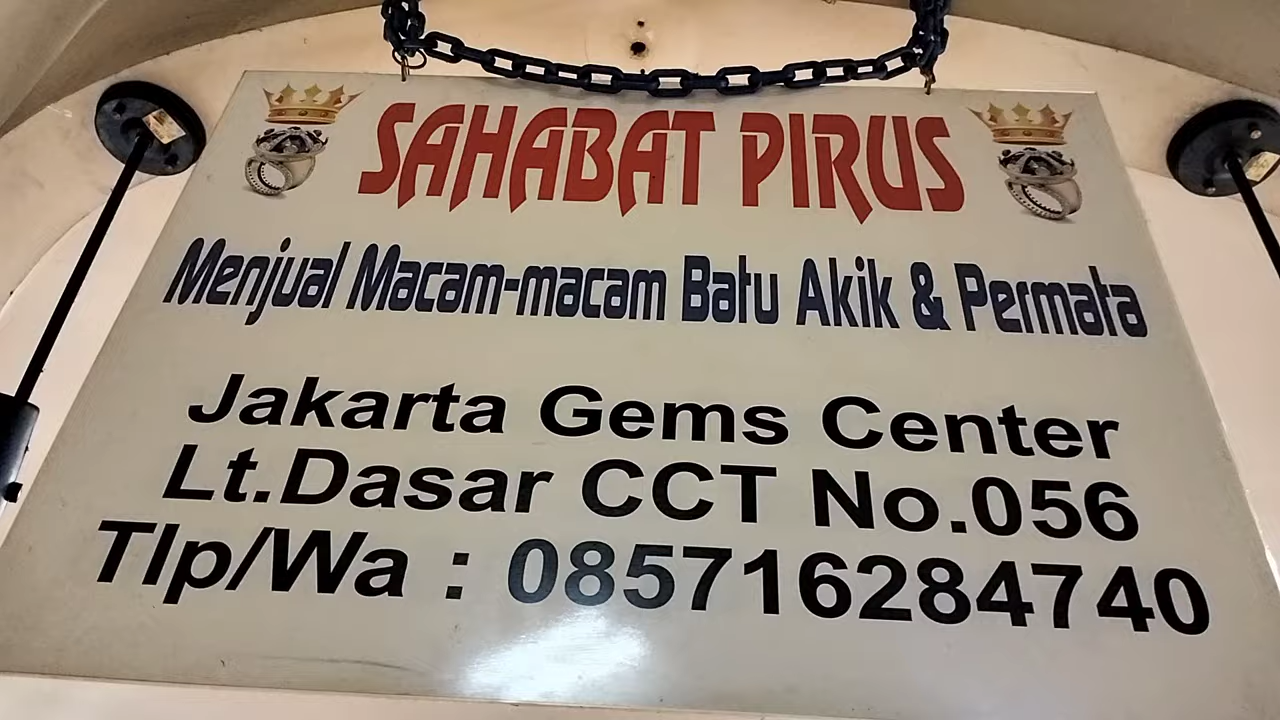 SAHABAT PIRUS
Menjual Macam-macam Batu Akik & Permata
Jakarta Gems Center
Lt.Dasar CCT No.056
Tlp/Wa : 085716284740